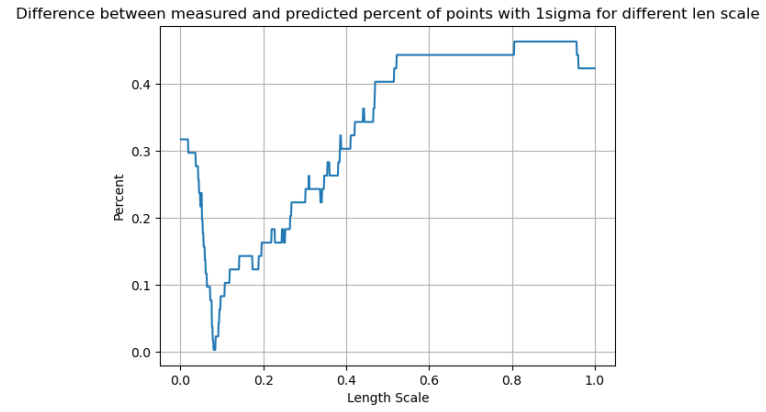 Difference between measured and predicted percent of points with 1sigma for different len scale
Percent
0.4
0.3
0.2
0.1
0.0
0.0 0.2 0.4 0.6 0.8 1.0
Length Scale